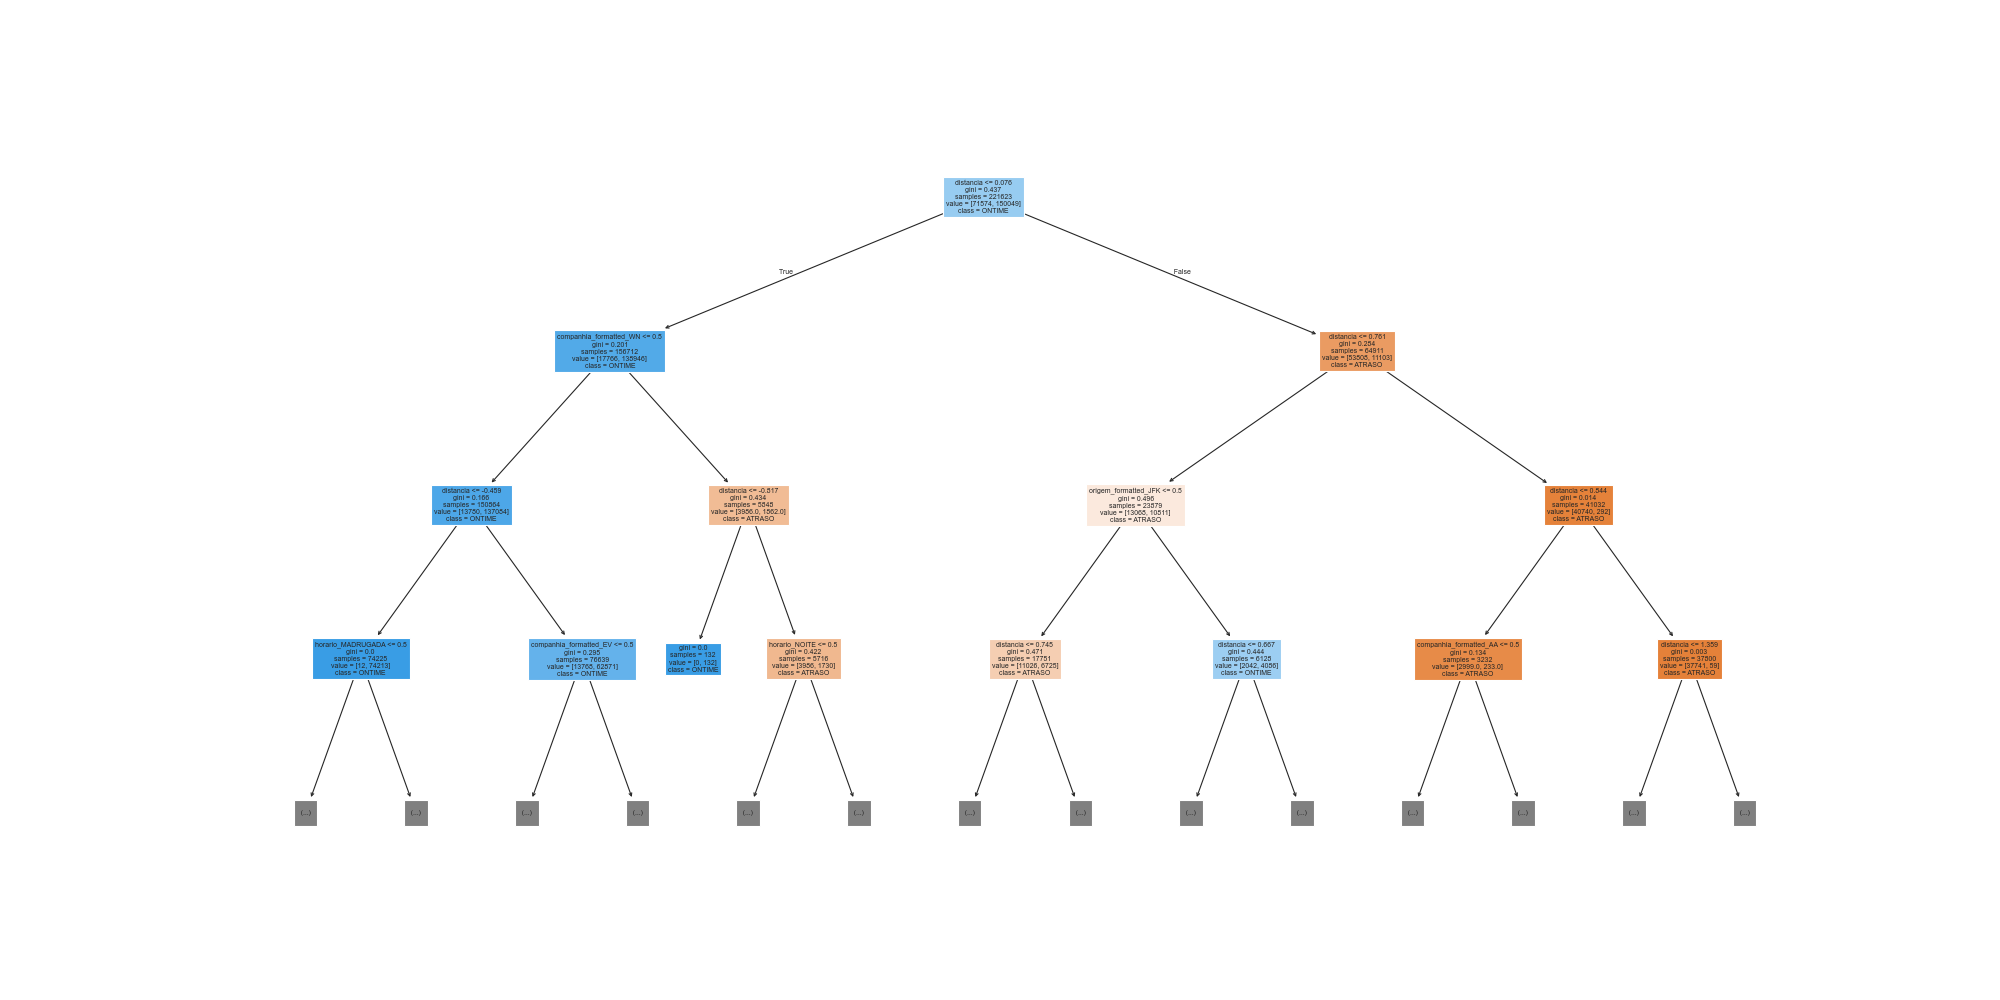 distancia <= 0.076
gini = 0.437
samples = 221623
value = [71574, 150049]
class = ONTIME
True
False
companhia_formatted_WN <= 0.5
gini = 0.201
samples = 156712
value = [17766, 138946]
class = ONTIME
distancia <= 0.761
gini = 0.284
samples = 64911
value = [53808, 11103]
class = ATRASO
distancia <= -0.459
gini = 0.166
samples = 150864
value = [13780, 137084]
class = ONTIME
distancia <= -0.817
gini = 0.434
samples = 5848
value = [3986.0, 1862.0]
class = ATRASO
origem_formatted_JFK <= 0.5
gini = 0.496
samples = 23879
value = [13068, 10811]
class = ATRASO
distancia <= 0.844
gini = 0.014
samples = 41032
value = [40740, 292]
class = ATRASO
horario_MADRUGADA <= 0.5
gini = 0.0
samples = 74225
value = [12, 74213]
class = ONTIME
companhia_formatted_EV <= 0.5
gini = 0.295
samples = 76639
value = [13768, 62871]
class = ONTIME
gini = 0.0
samples = 132
value = [0, 132]
class = ONTIME
horario_NOITE <= 0.5
gini = 0.422
samples = 5716
value = [3986, 1730]
class = ATRASO
distancia <= 0.745
gini = 0.471
samples = 17751
value = [11026, 6725]
class = ATRASO
distancia <= 0.667
gini = 0.444
samples = 6128
value = [2042, 4086]
class = ONTIME
companhia_formatted_AA <= 0.5
gini = 0.134
samples = 3232
value = [2999.0, 233.0]
class = ATRASO
distancia <= 1.359
gini = 0.003
samples = 37800
value = [37741, 59]
class = ATRASO
(...)
(...)
(...)
(...)
(...)
(...)
(...)
(...)
(...)
(...)
(...)
(...)
(...)
(...)